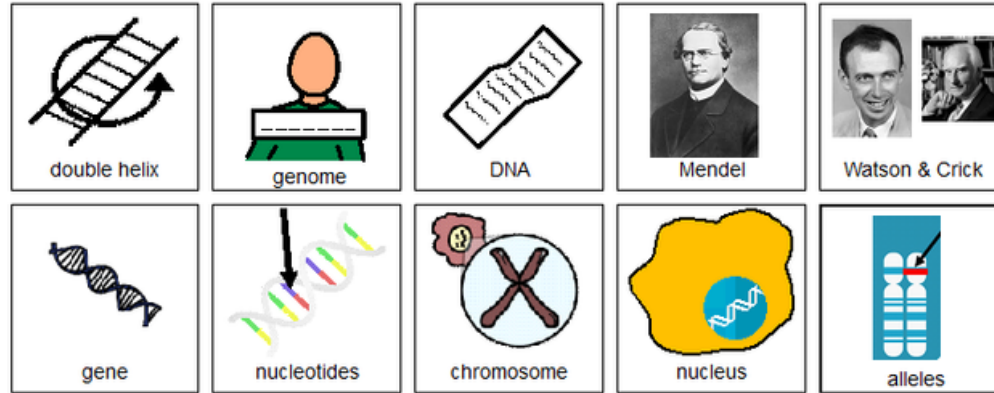 double helix
genome
DNA
Mendel
Watson & Crick
gene
nucleotides
chromosome
nucleus
alleles